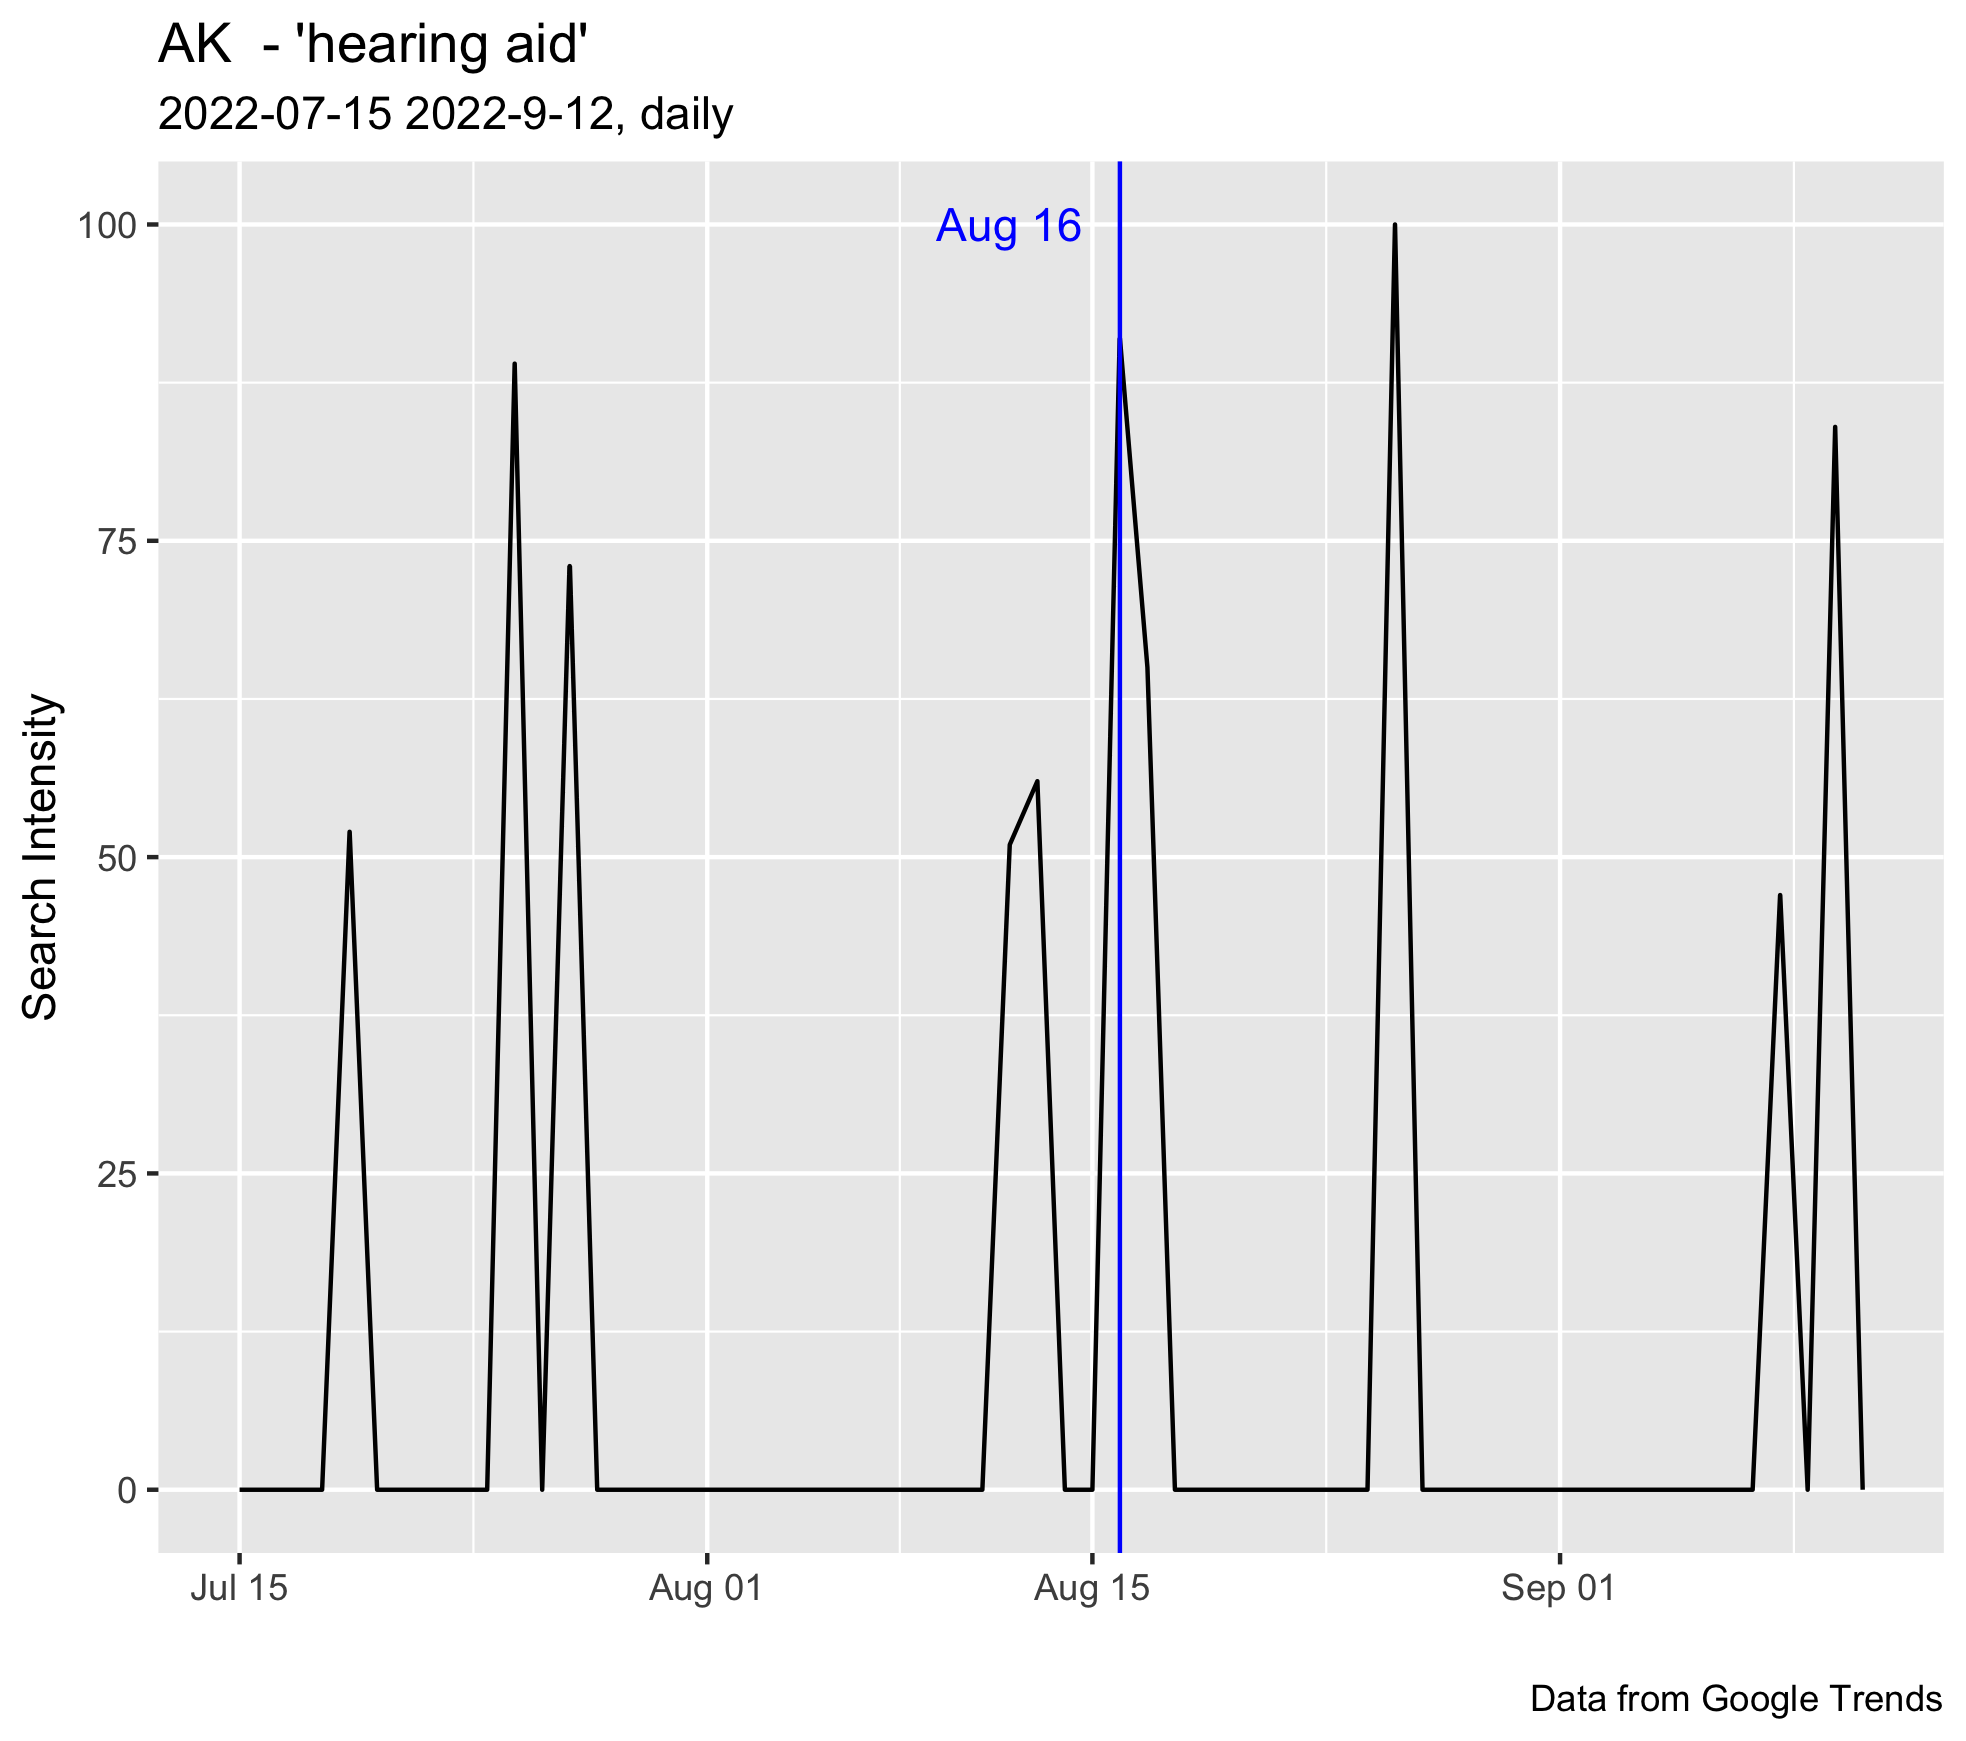 AK  - 'hearing aid'
2022-07-15 2022-9-12, daily
Aug 16
Search Intensity
100
75
50
25
0
Jul 15
Aug 01
Aug 15
Sep 01
Data from Google Trends